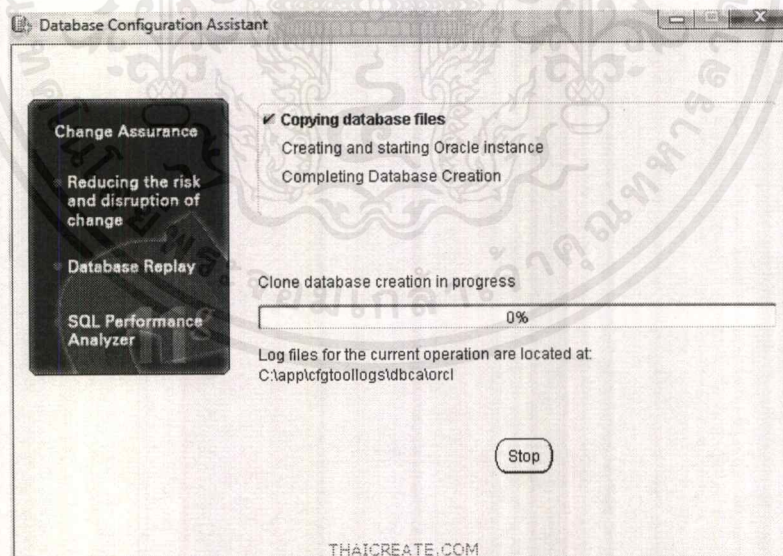 Database Configuration Assistant
Change Assurance
Reducing the risk
and disruption of
change
Database Replay
SQL Performance
Analyzer
✔ Copying database files
Creating and starting Oracle instance
Completing Database Creation
Clone database creation in progress
0%
Log files for the current operation are located at:
C:\app\cfgtoollogs\dbca\orcl
Stop
THAICREATE.COM